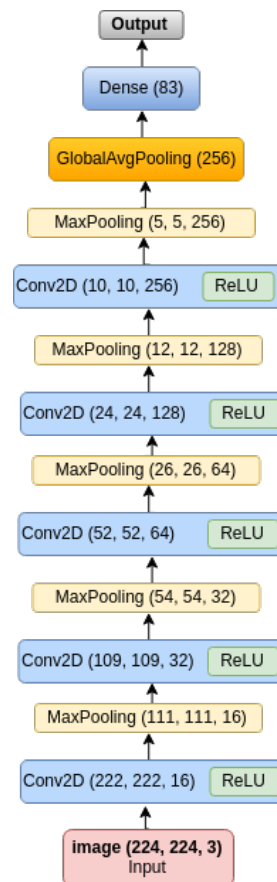 Output
Dense (83)
GlobalAvgPooling (256)
MaxPooling (5, 5, 256)
Conv2D (10, 10, 256) ReLU
MaxPooling (12, 12, 128)
Conv2D (24, 24, 128) ReLU
MaxPooling (26, 26, 64)
Conv2D (52, 52, 64) ReLU
MaxPooling (54, 54, 32)
Conv2D (109, 109, 32) ReLU
MaxPooling (111, 111, 16)
Conv2D (222, 222, 16) ReLU
image (224, 224, 3)
Input